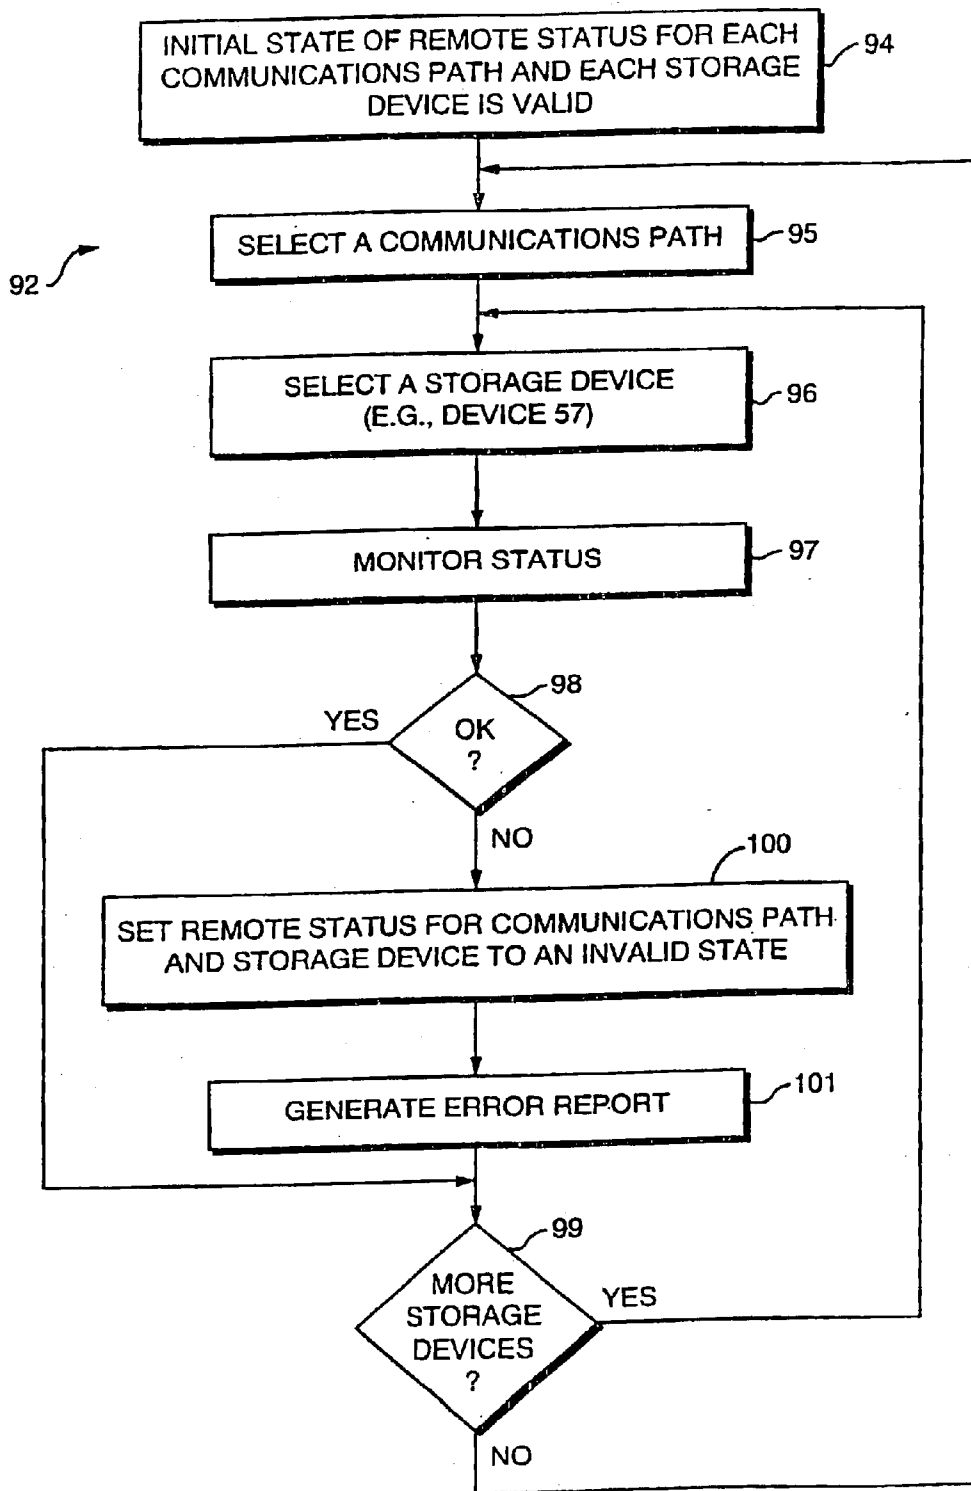 INITIAL STATE OF REMOTE STATUS FOR EACH
COMMUNICATIONS PATH AND EACH STORAGE
DEVICE IS VALID
94
SELECT A COMMUNICATIONS PATH
95
92
SELECT A STORAGE DEVICE
(E.G., DEVICE 57)
96
MONITOR STATUS
97
98
YES
OK
?
NO
100
SET REMOTE STATUS FOR COMMUNICATIONS PATH
AND STORAGE DEVICE TO AN INVALID STATE
GENERATE ERROR REPORT
101
99
MORE
STORAGE
DEVICES
?
YES
NO